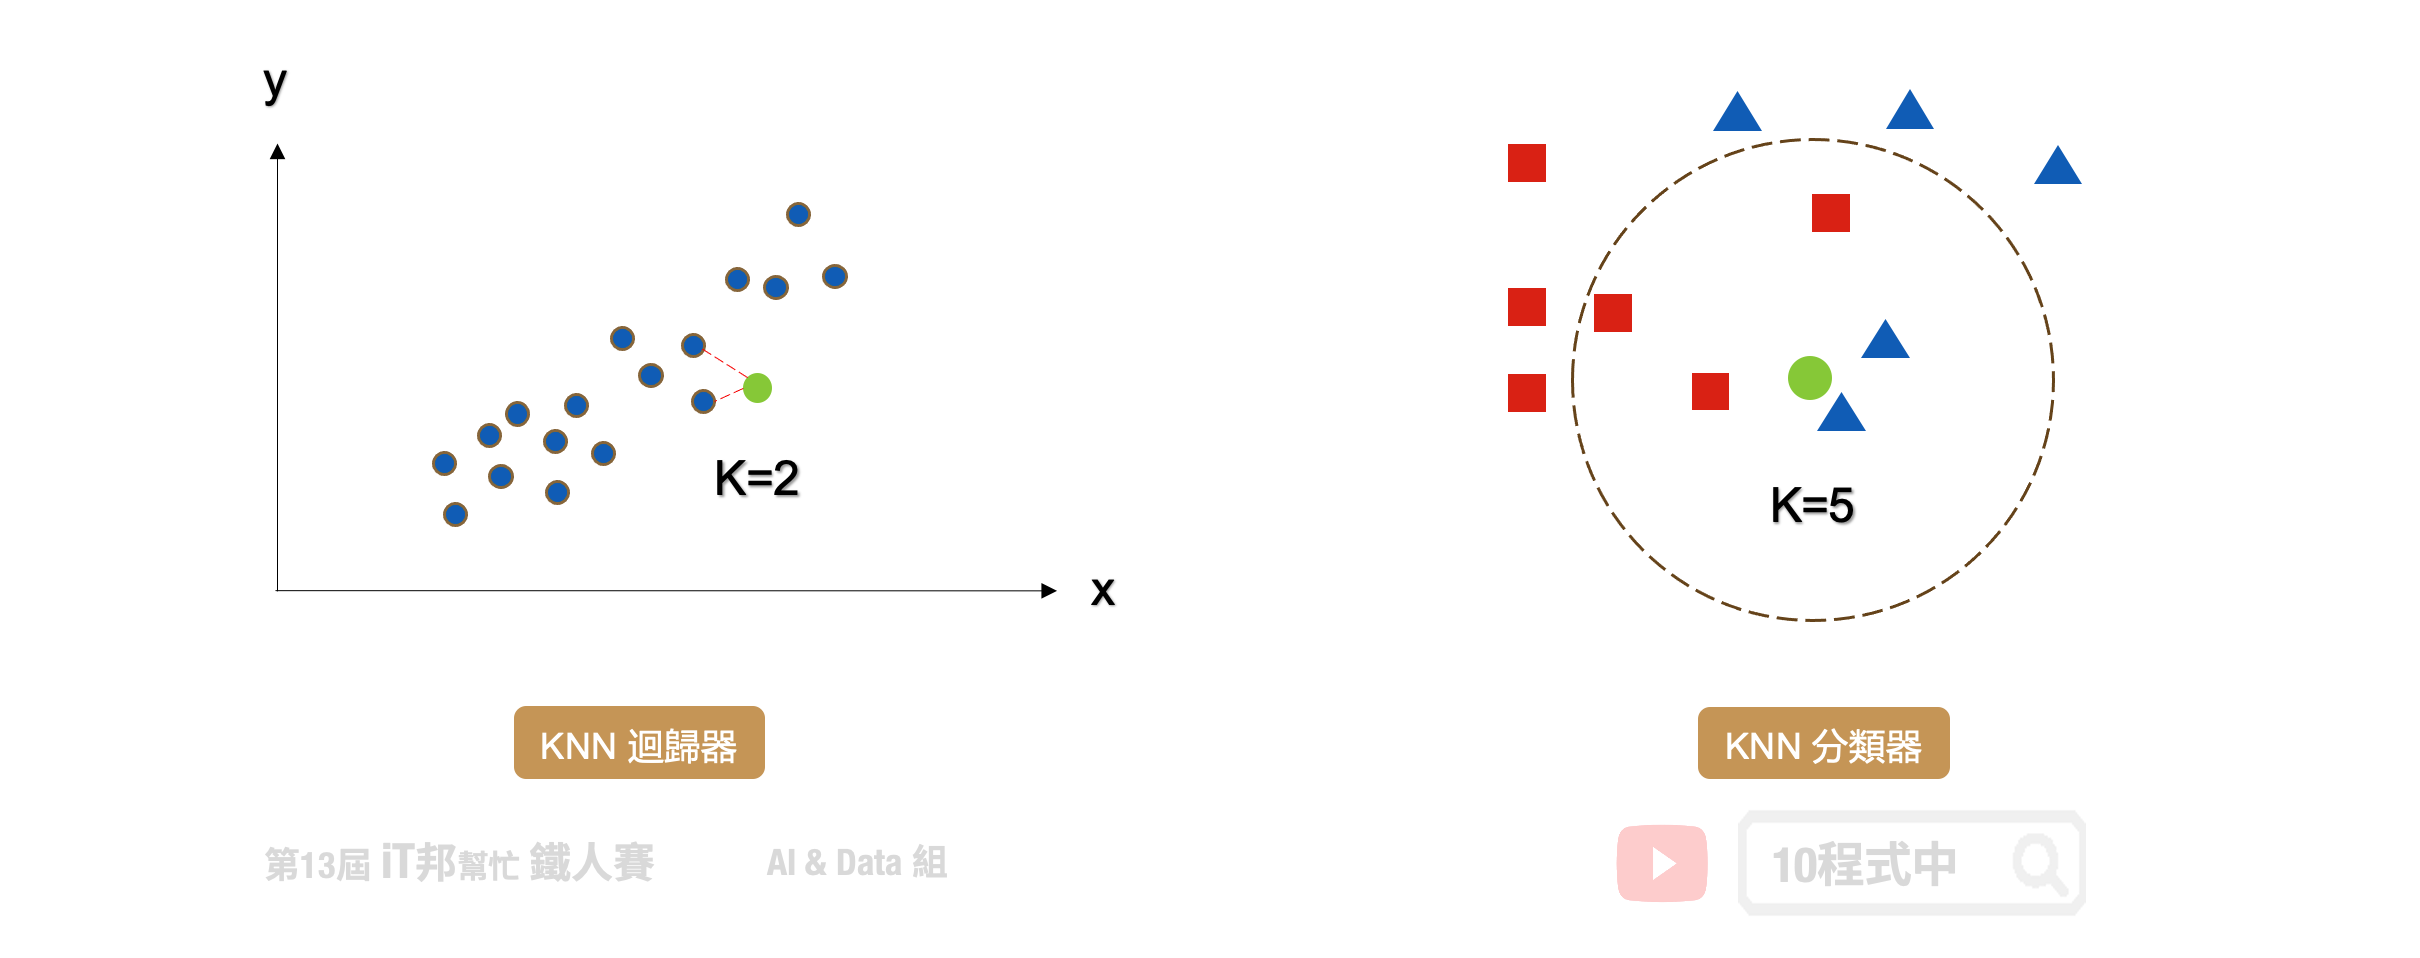 y
K=2
x
K=5
KNN 迴歸器
KNN 分類器
第13屆 iT邦幫忙 鐵人賽
AI & Data 組
10程式中